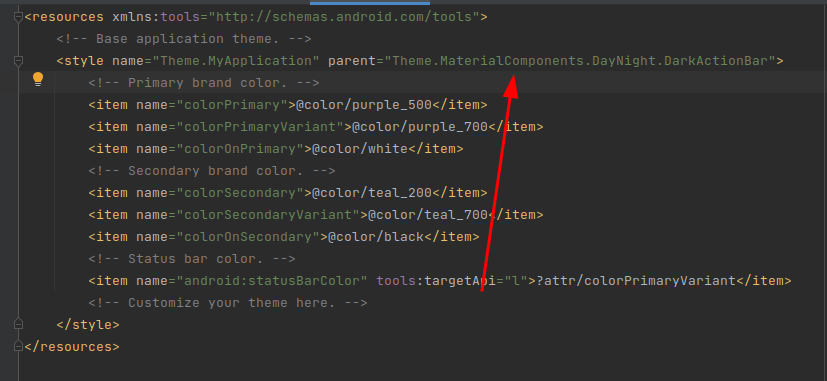 <resources xmlns:tools="http://schemas.android.com/tools">
<!-- Base application theme. -->
<style name="Theme.MyApplication" parent="Theme.MaterialComponents.DayNight.DarkActionBar">
<!-- Primary brand color. -->
<item name="colorPrimary">@color/purple_500</item>
<item name="colorPrimaryVariant">@color/purple_700</item>
<item name="colorOnPrimary">@color/white</item>
<!-- Secondary brand color. -->
<item name="colorSecondary">@color/teal_200</item>
<item name="colorSecondaryVariant">@color/teal_700</item>
<item name="colorOnSecondary">@color/black</item>
<!-- Status bar color. -->
<item name="android:statusBarColor" tools:targetApi="l">?attr/colorPrimaryVariant</item>
<!-- Customize your theme here. -->
</style>
</resources>